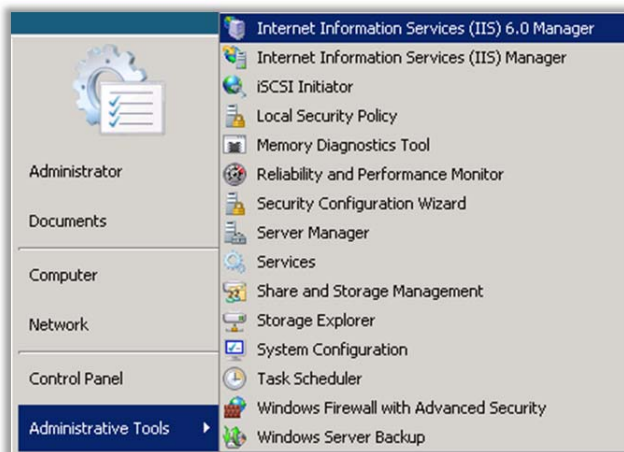 Administrator
Documents
Computer
Network
Control Panel
Administrative Tools
Internet Information Services (IIS) 6.0 Manager
Internet Information Services (IIS) Manager
iSCSI Initiator
Local Security Policy
Memory Diagnostics Tool
Reliability and Performance Monitor
Security Configuration Wizard
Server Manager
Services
Share and Storage Management
Storage Explorer
System Configuration
Task Scheduler
Windows Firewall with Advanced Security
Windows Server Backup